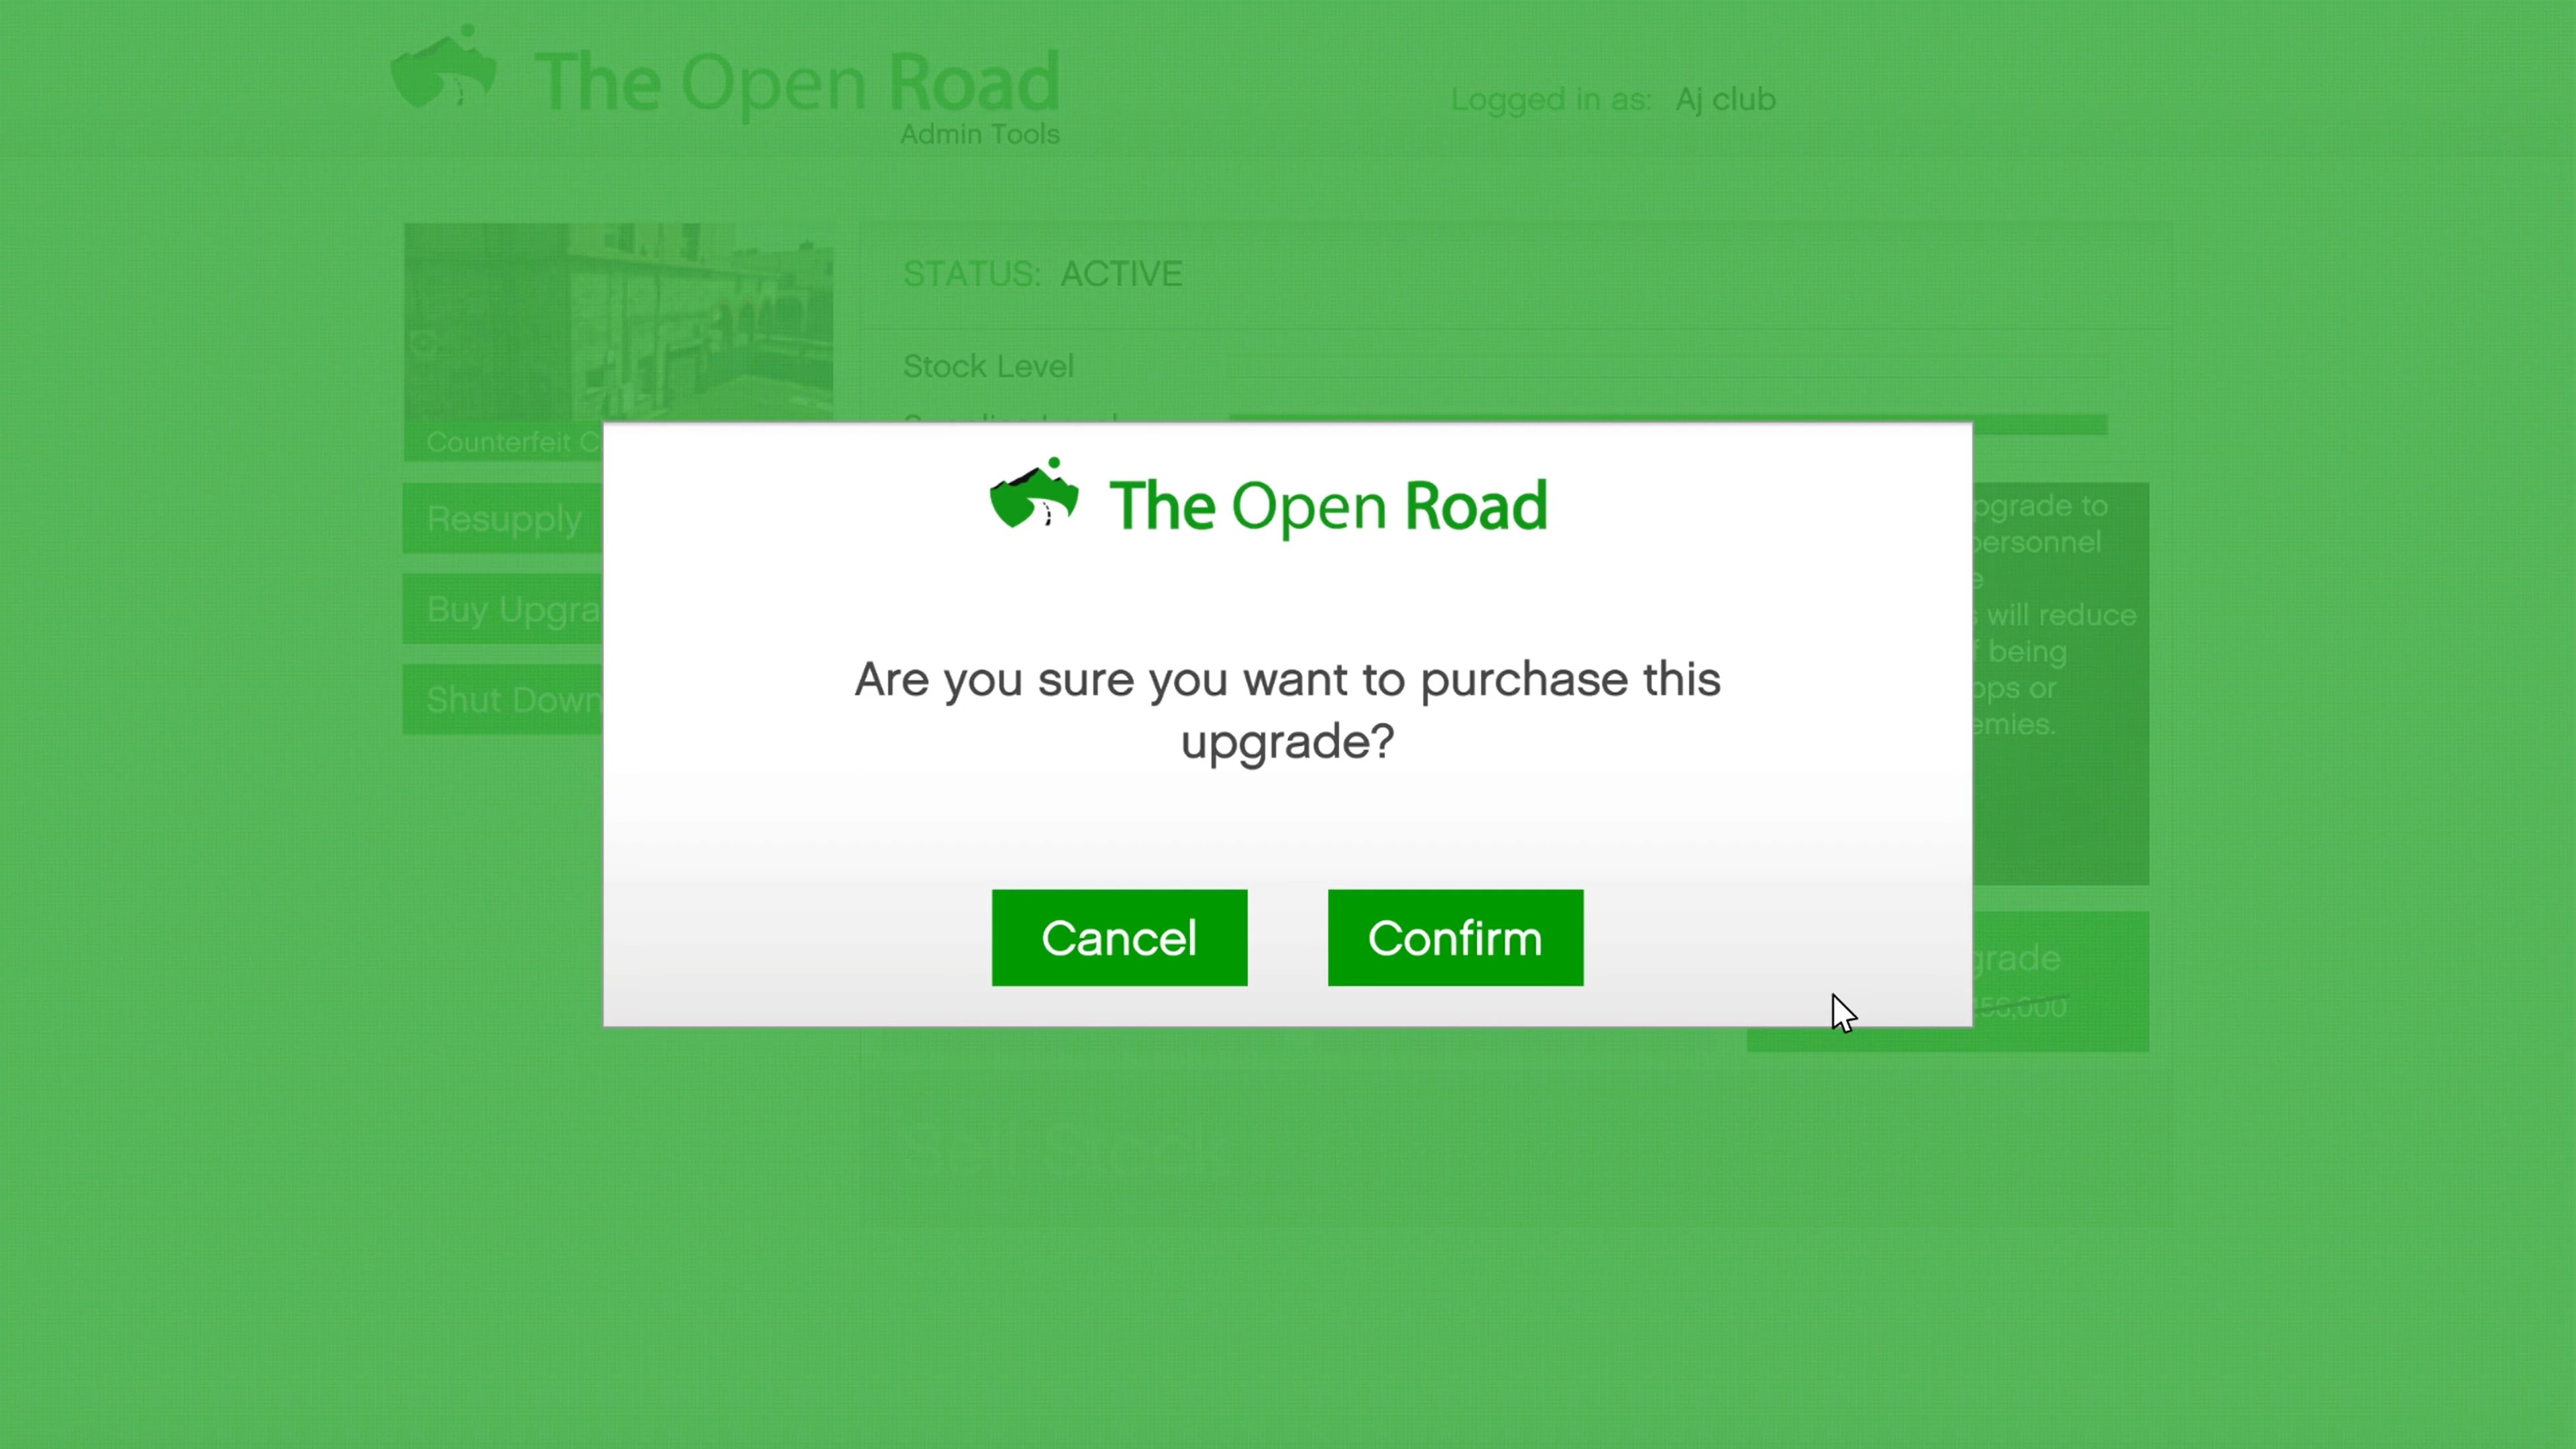 The Open Road
Admin Tools
Logged in as: Aj club
STATUS: ACTIVE
Stock Level
Counterfeit C
Resupply
Buy Upgra
Shut Down
The Open Road
Are you sure you want to purchase this
upgrade?
Cancel
Confirm
pgrade to
personnel
will reduce
being
ops or
emies.
grade
Sell Stock